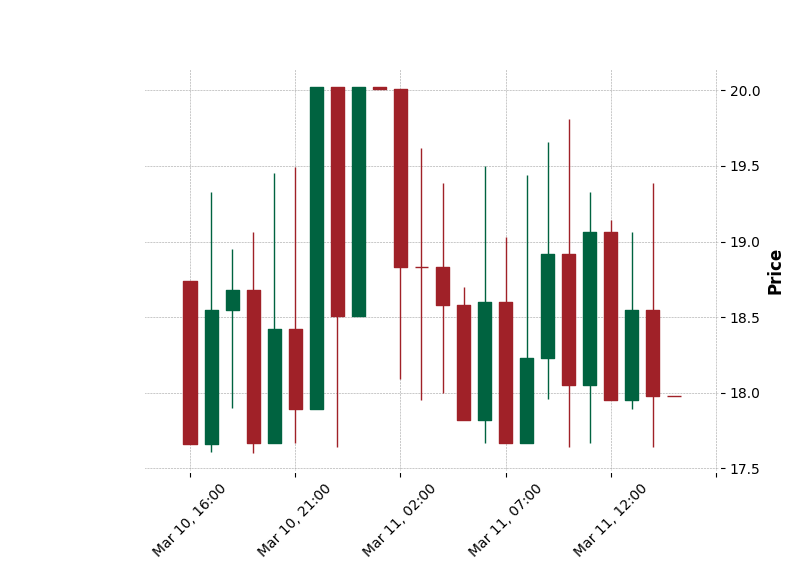 20.0
19.5
19.0
18.5
18.0
17.5
Price
Mar 10, 16:00
Mar 10, 21:00
Mar 11, 02:00
Mar 11, 07:00
Mar 11, 12:00